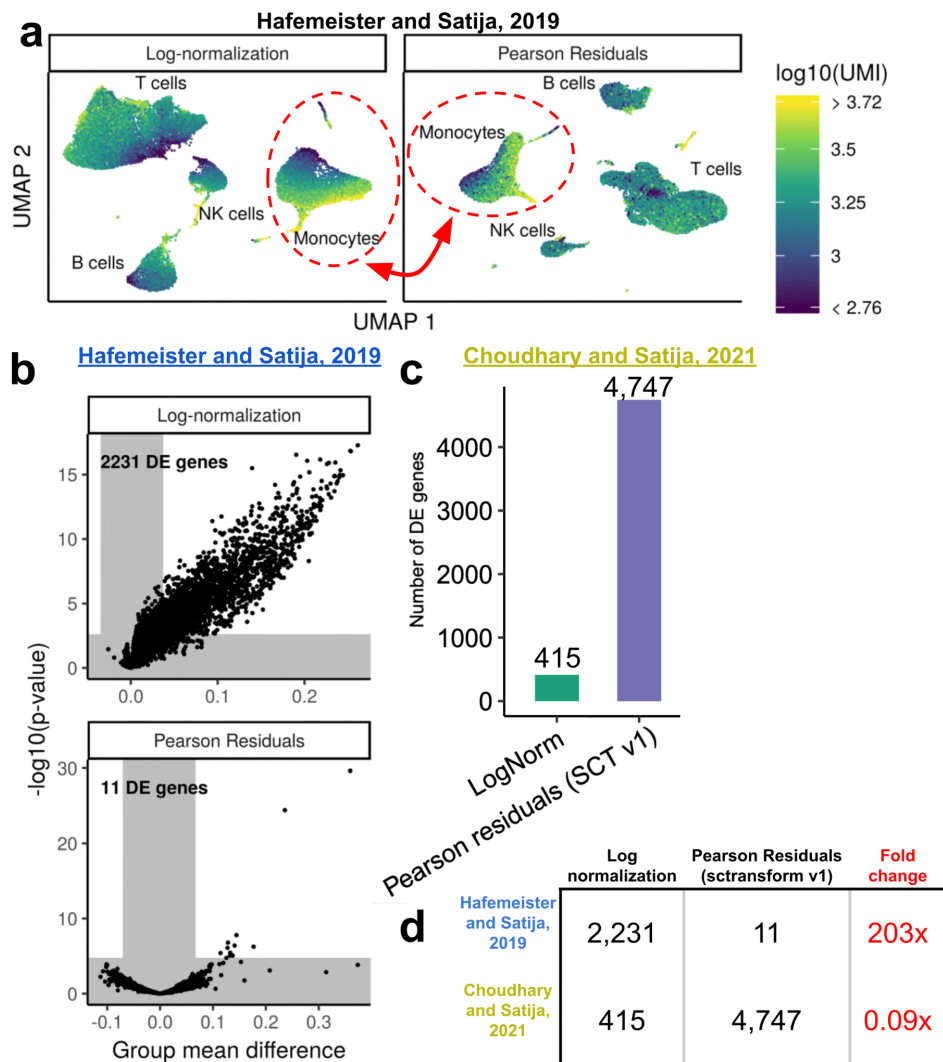 a
Hafemeister and Satija, 2019
Log-normalization
Pearson Residuals
T cells
NK cells
Monocytes
B cells
B cells
Monocytes
T cells
NK cells
UMAP 2
UMAP 1
log10(UMI)
> 3.72
3.5
3.25
3
< 2.76
b
Hafemeister and Satija, 2019
Log-normalization
2231 DE genes
15
10
5
0
0.0
0.1
0.2
-log10(p-value)
Pearson Residuals
11 DE genes
30
20
10
0
-0.1
0.0
0.1
0.2
0.3
Group mean difference
c
Choudhary and Satija, 2021
4,747
415
Number of DE genes
4000
3000
2000
1000
0
LogNorm
Pearson residuals (SCT v1)
d
Log
normalization
Pearson Residuals
(sctransform v1)
Fold
change
Hafemeister
and Satija,
2019
2,231
11
203x
Choudhary
and Satija,
2021
415
4,747
0.09x